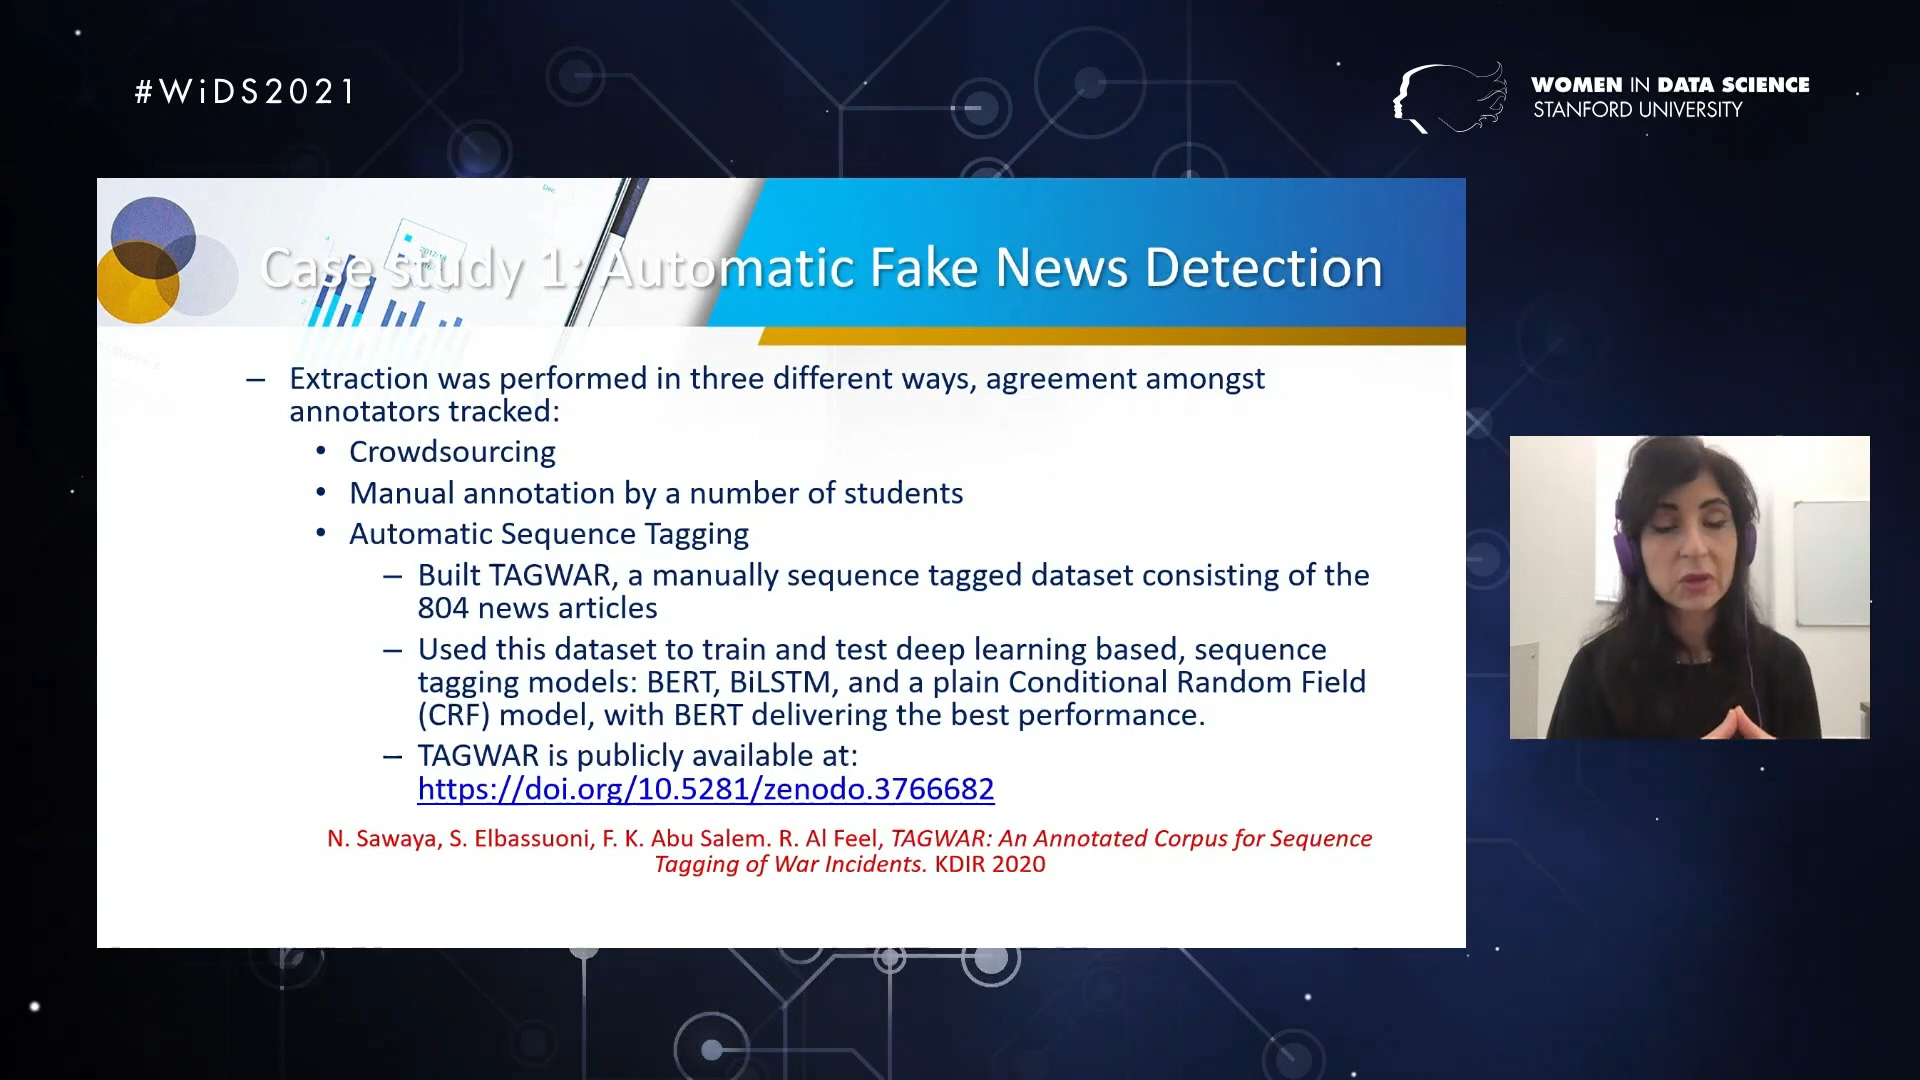 #WiDS2021
WOMEN IN DATA SCIENCE
STANFORD UNIVERSITY
Case study 1: Automatic Fake News Detection
– Extraction was performed in three different ways, agreement amongst
annotators tracked:
• Crowdsourcing
• Manual annotation by a number of students
• Automatic Sequence Tagging
– Built TAGWAR, a manually sequence tagged dataset consisting of the
804 news articles
– Used this dataset to train and test deep learning based, sequence
tagging models: BERT, BiLSTM, and a plain Conditional Random Field
(CRF) model, with BERT delivering the best performance.
– TAGWAR is publicly available at:
https://doi.org/10.5281/zenodo.3766682
N. Sawaya, S. Elbassuoni, F. K. Abu Salem. R. Al Feel, TAGWAR: An Annotated Corpus for Sequence
Tagging of War Incidents. KDIR 2020